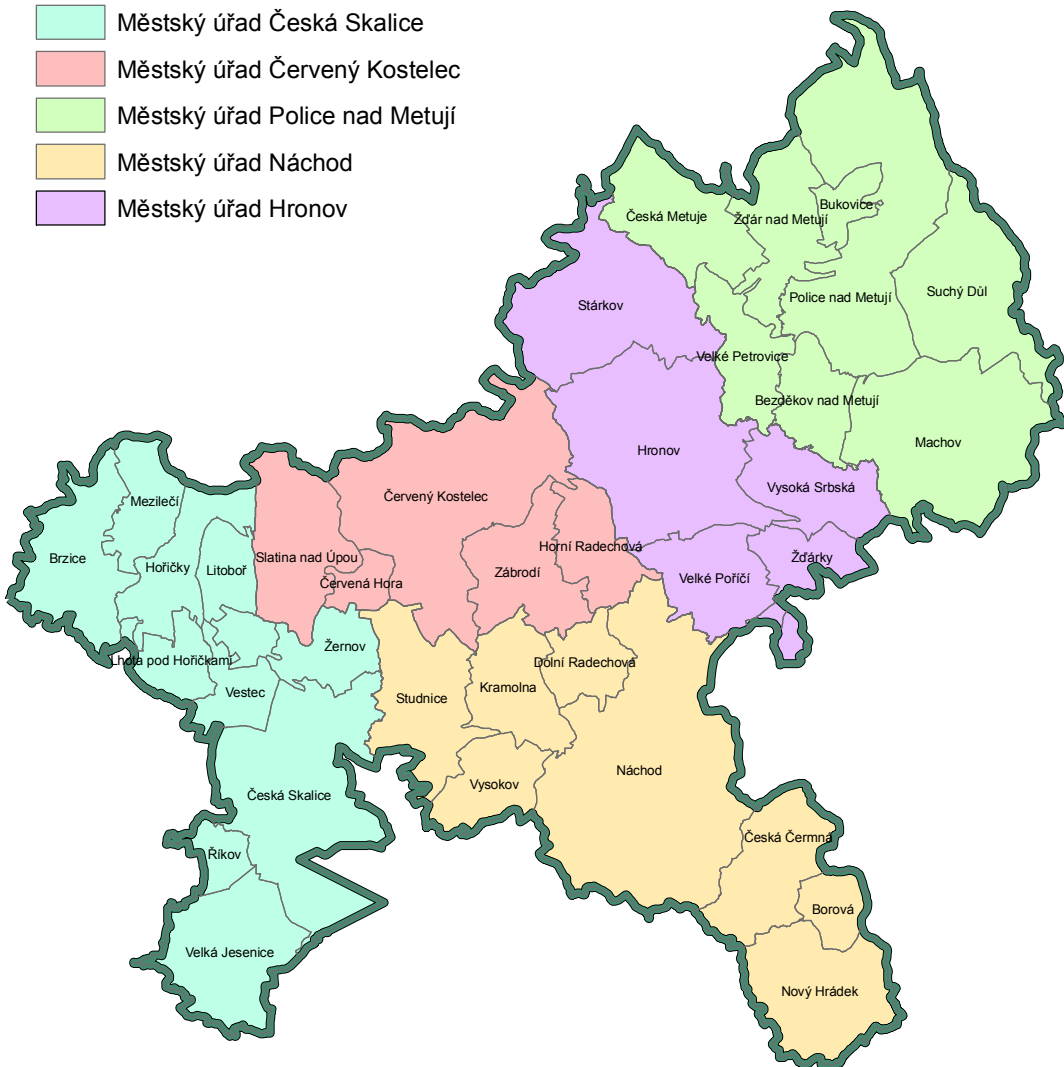 Městský úřad Česká Skalice
Městský úřad Červený Kostelec
Městský úřad Police nad Metují
Městský úřad Náchod
Městský úřad Hronov
Bukovice
Česká Metuje
Žďár nad Metují
Suchý Důl
Police nad Metují
Stárkov
Velké Petrovice
Bezděkov nad Metují
Machov
Hronov
Vysoká Srbská
Červený Kostelec
Mezilečí
Horní Radechová
Slatina nad Úpou
Žďárky
Brzice
Hořičky
Litoboř
Zábrodí
Velké Poříčí
Červená Hora
Žernov
Lhota pod Hořičkami
Dolní Radechová
Vestec
Kramolna
Studnice
Náchod
Vysokov
Česká Skalice
Česká Čermná
Říkov
Borová
Velká Jesenice
Nový Hrádek